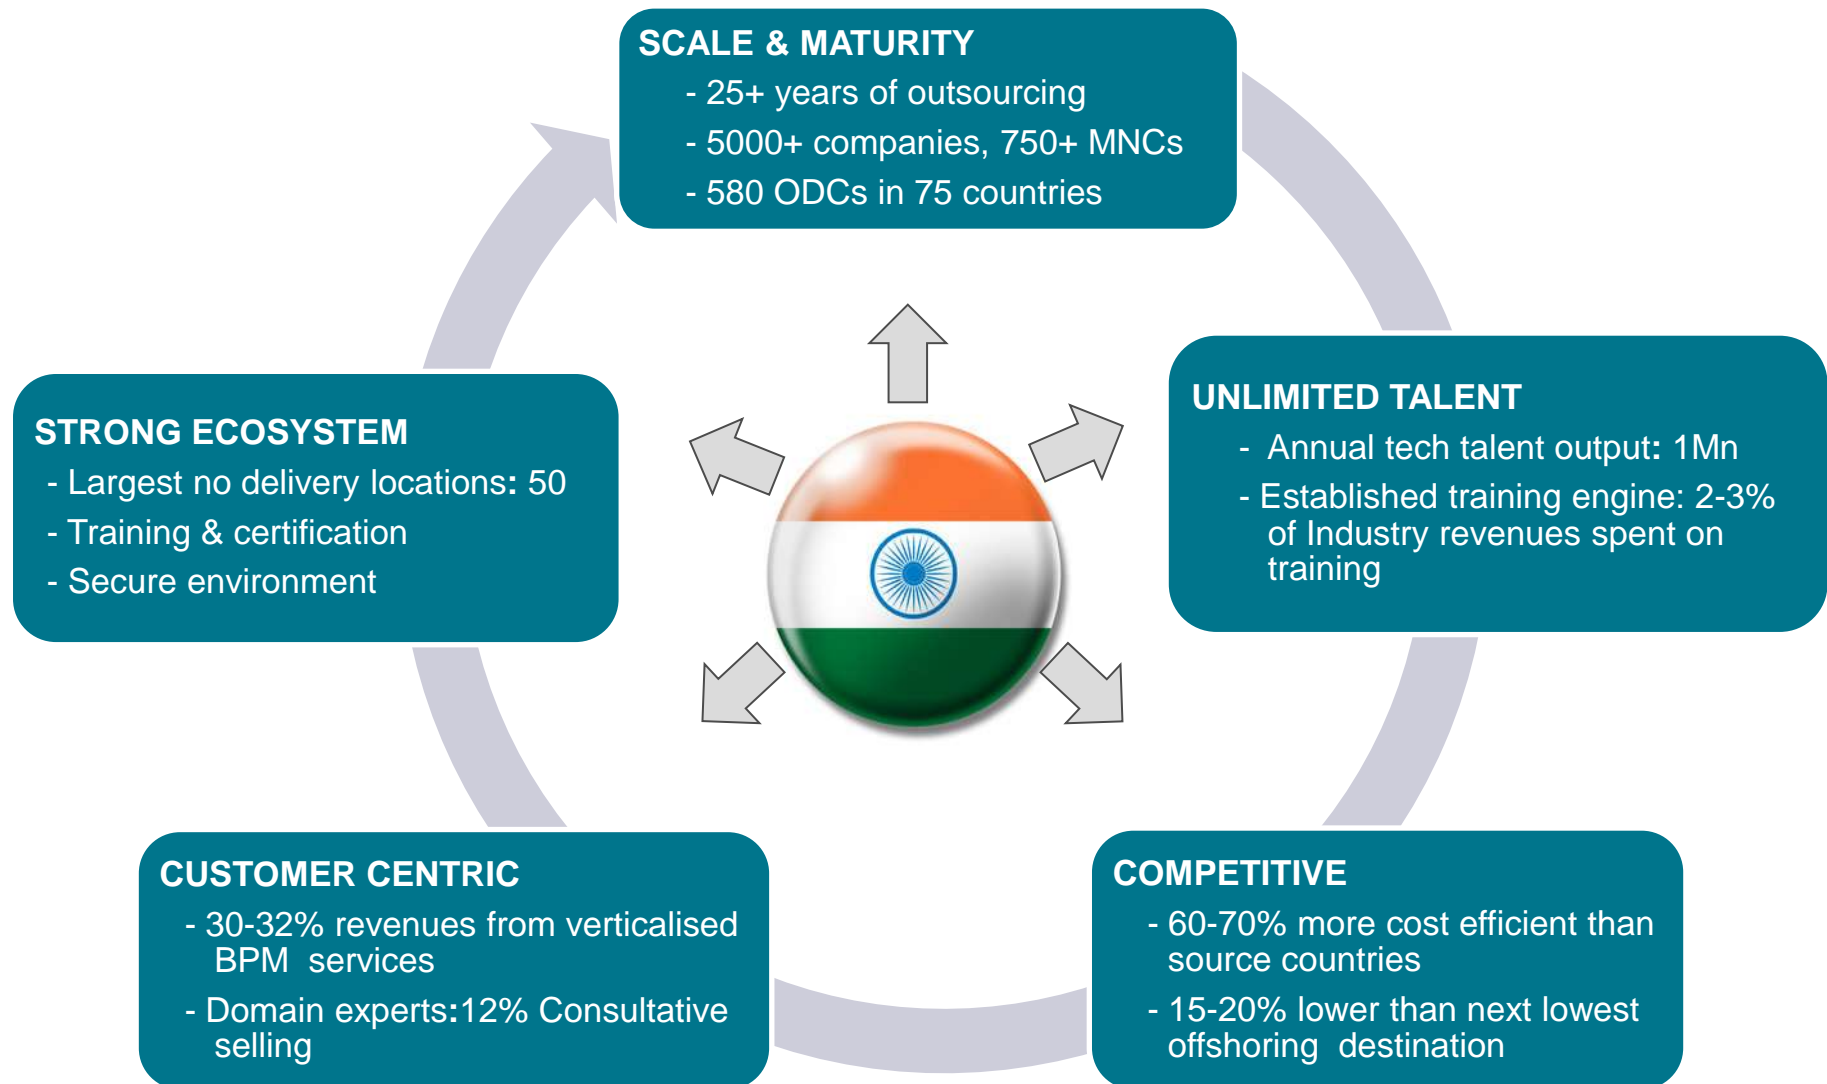 SCALE & MATURITY
- 25+ years of outsourcing
- 5000+ companies, 750+ MNCs
- 580 ODCs in 75 countries
UNLIMITED TALENT
- Annual tech talent output: 1Mn
- Established training engine: 2-3%
of Industry revenues spent on
training
COMPETITIVE
- 60-70% more cost efficient than
source countries
- 15-20% lower than next lowest
offshoring destination
CUSTOMER CENTRIC
- 30-32% revenues from verticalised
BPM services
- Domain experts:12% Consultative
selling
STRONG ECOSYSTEM
- Largest no delivery locations: 50
- Training & certification
- Secure environment